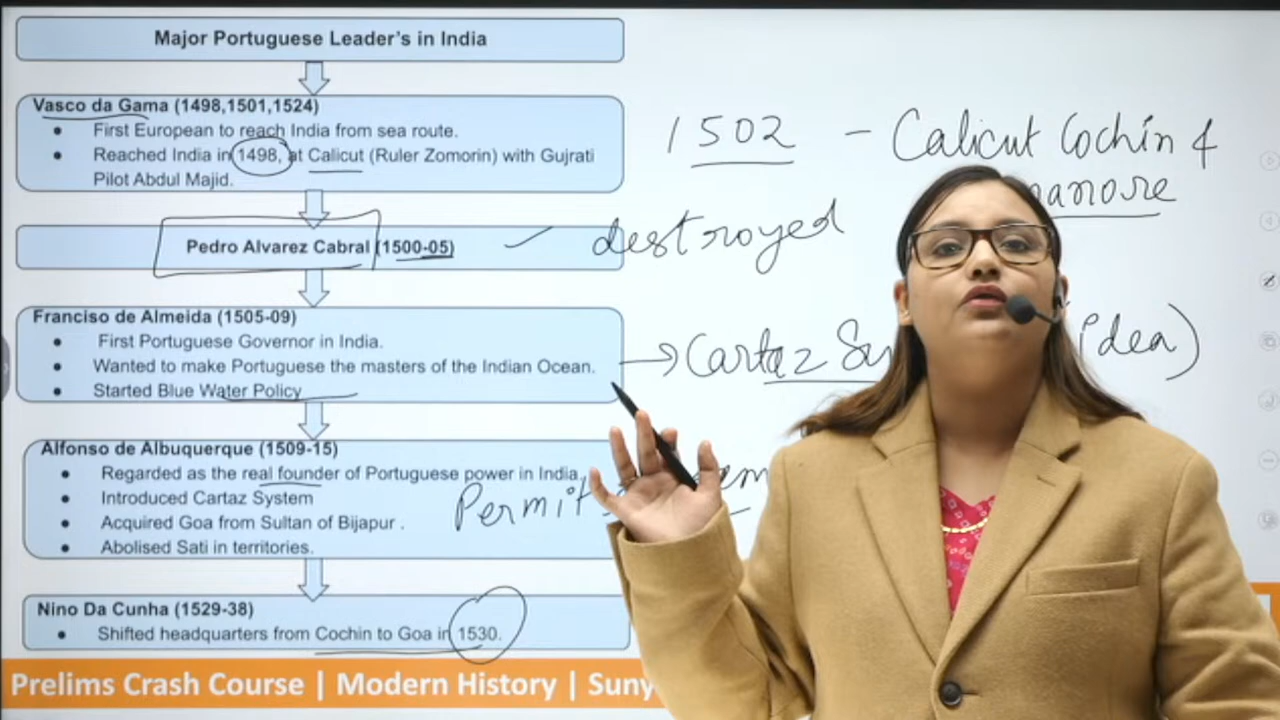 Major Portuguese Leader's in India
Vasco da Gama (1498,1501,1524)
• First European to reach India from sea route.
• Reached India in 1498, at Calicut (Ruler Zomorin) with Gujrati
Pilot Abdul Majid.
Pedro Alvarez Cabral (1500-05)
Franciso de Almeida (1505-09)
• First Portuguese Governor in India.
• Wanted to make Portuguese the masters of the Indian Ocean.
• Started Blue Water Policy
Alfonso de Albuquerque (1509-15)
• Regarded as the real founder of Portuguese power in India.
• Introduced Cartaz System
• Acquired Goa from Sultan of Bijapur .
• Abolised Sati in territories.
Nino Da Cunha (1529-38)
• Shifted headquarters from Cochin to Goa in 1530.
1502 - Calicut Cochin &
destroyed
→ Cartaz idea)
Permit
Prelims Crash Course | Modern History |